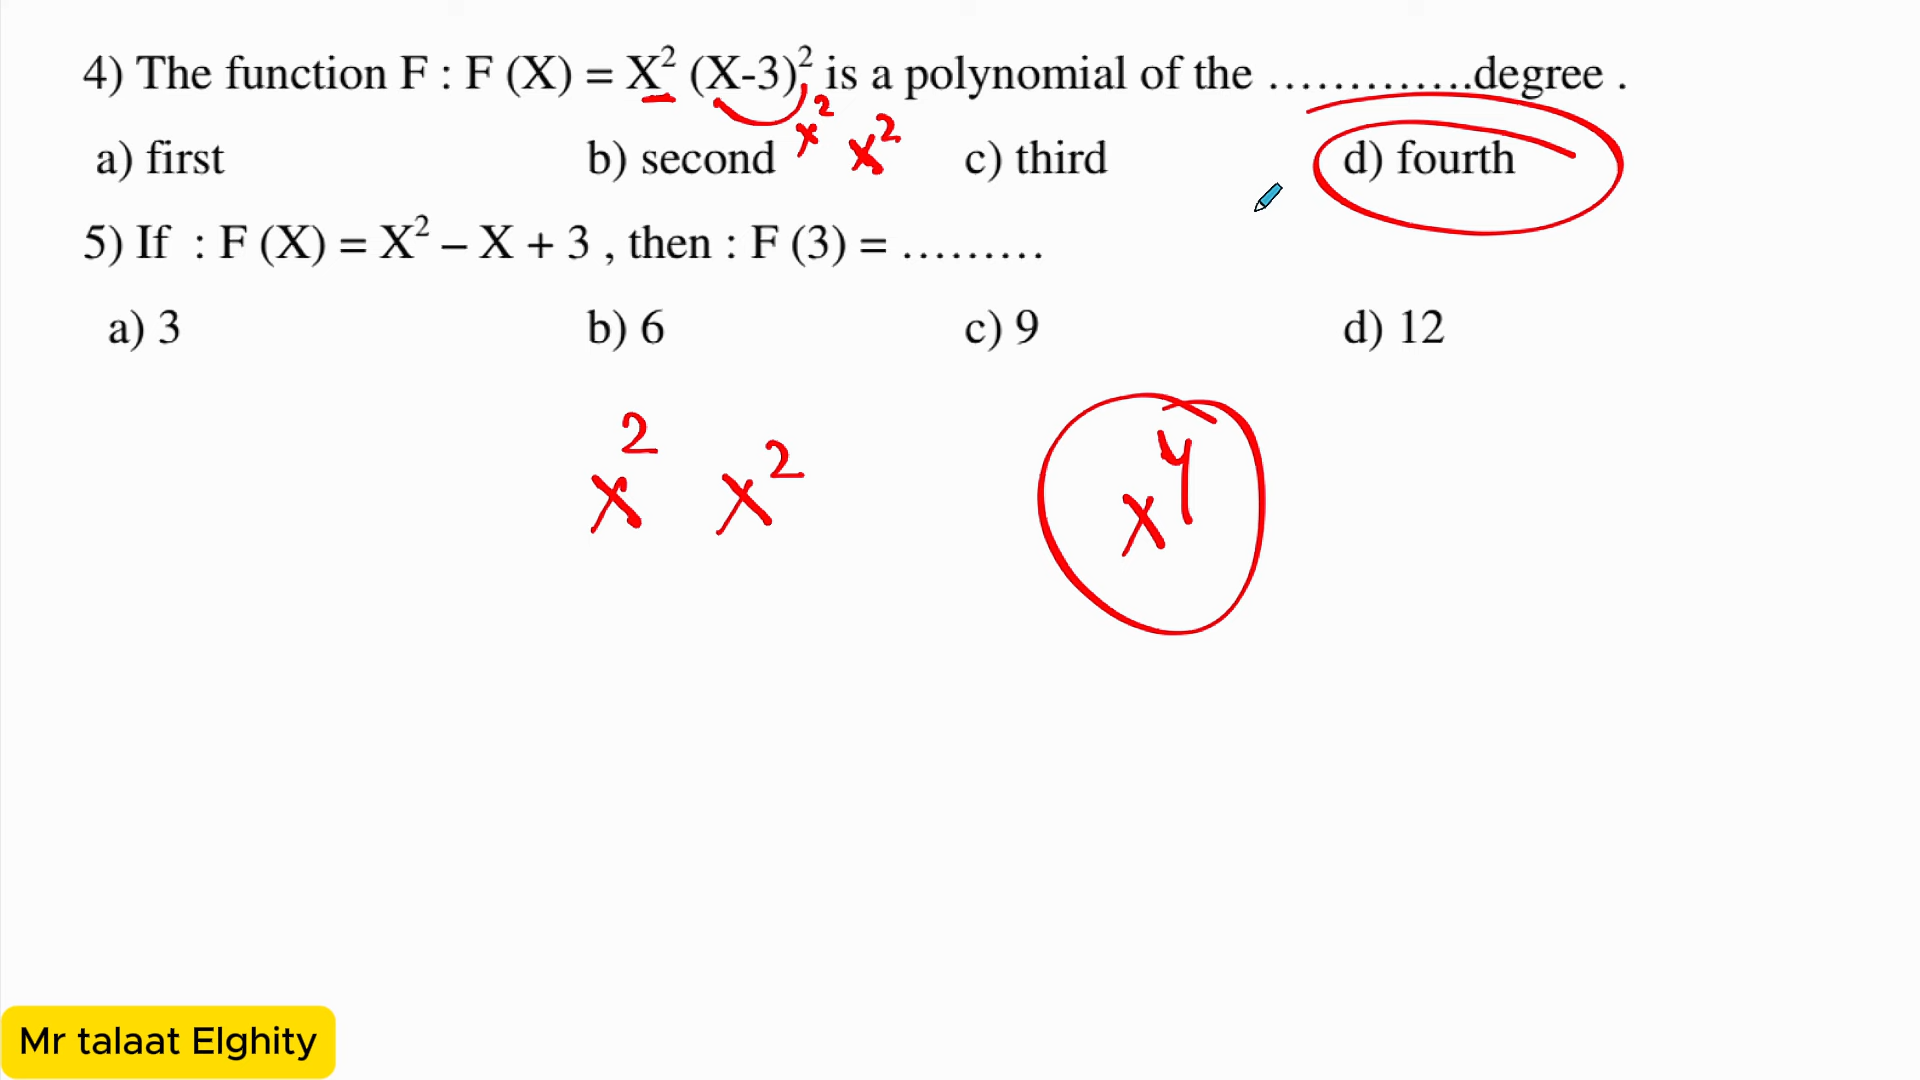 4) The function F : F (X) = X² (X-3)² is a polynomial of the .............degree .
x² x²
a) first b) second c) third d) fourth
5) If : F (X) = X² – X + 3 , then : F (3) = .........
a) 3 b) 6 c) 9 d) 12
x² x² x⁴
Mr talaat Elghity